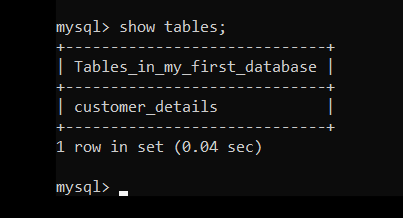 mysql> show tables;
+-----------------------------+
| Tables_in_my_first_database |
+-----------------------------+
| customer_details            |
+-----------------------------+
1 row in set (0.04 sec)
mysql>